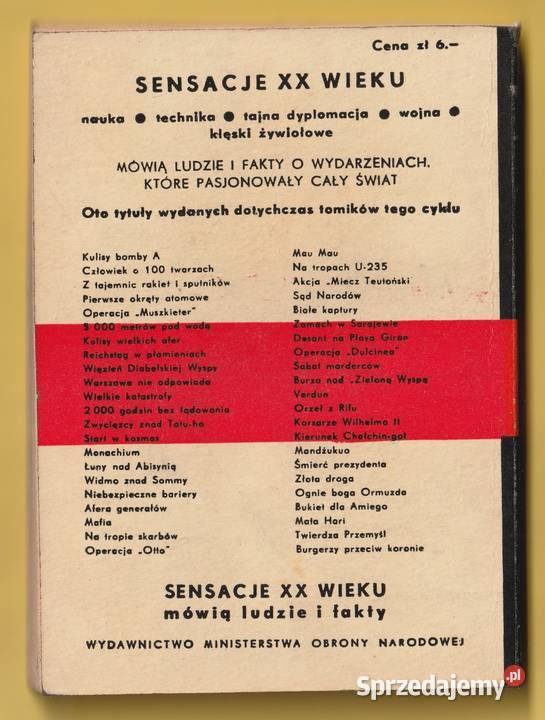 Cena zł 6.–
SENSACJE XX WIEKU
nauka ● technika ● tajna dyplomacja ● wojna ●
klęski żywiołowe
MÓWIĄ LUDZIE I FAKTY O WYDARZENIACH,
KTÓRE PASJONOWAŁY CAŁY ŚWIAT
Oto tytuły wydanych dotychczas tomików tego cyklu
Kulisy bomby A
Człowiek o 100 twarzach
Z tajemnic rakiet i sputników
Pierwsze okręty atomowe
Operacja „Muszkieter"
3 000 metrów pod wodą
Kulisy wielkich afer
Reichstag w płomieniach
Więzień Diabelskiej Wyspy
Warszawa nie odpowiada
Wielkie katastrofy
2 000 godzin bez lądowania
Zwycięzcy znad Tatu-ho
Start w kosmos
Monachium
Łuny nad Abisynią
Widmo znad Sommy
Niebezpieczne bariery
Afera generałów
Mafia
Na tropie skarbów
Operacja „Otto"
Mau Mau
Na tropach U-235
Akcja „Miecz Teutoński"
Sąd Narodów
Białe kaptury
Zamach w Sarajewie
Desant na Playa Giron
Operacja „Dulcinea"
Sabat morderców
Burza nad „Zieloną Wyspą"
Verdun
Orzeł z Rifu
Korsarze Wilhelma II
Kierunek Chałchin-goł
Mandżukuo
Śmierć prezydenta
Złota droga
Ognie boga Ormuzda
Bukiet dla Amiego
Mata Hari
Twierdza Przemyśl
Burgerzy przeciw koronie
SENSACJE XX WIEKU
mówią ludzie i fakty
WYDAWNICTWO MINISTERSTWA OBRONY NARODOWEJ
Sprzedajemy.pl